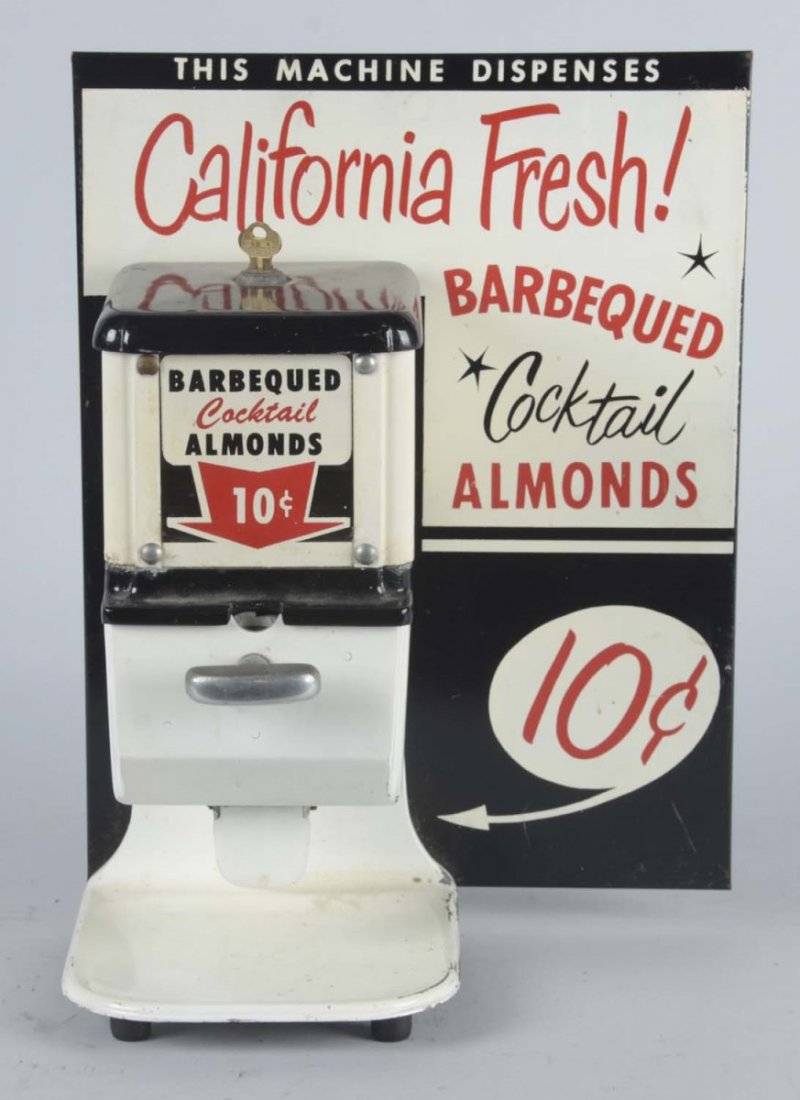 THIS MACHINE DISPENSES
California Fresh!
BARBEQUED
Cocktail
ALMONDS
10¢
BARBEQUED
Cocktail
ALMONDS
10¢